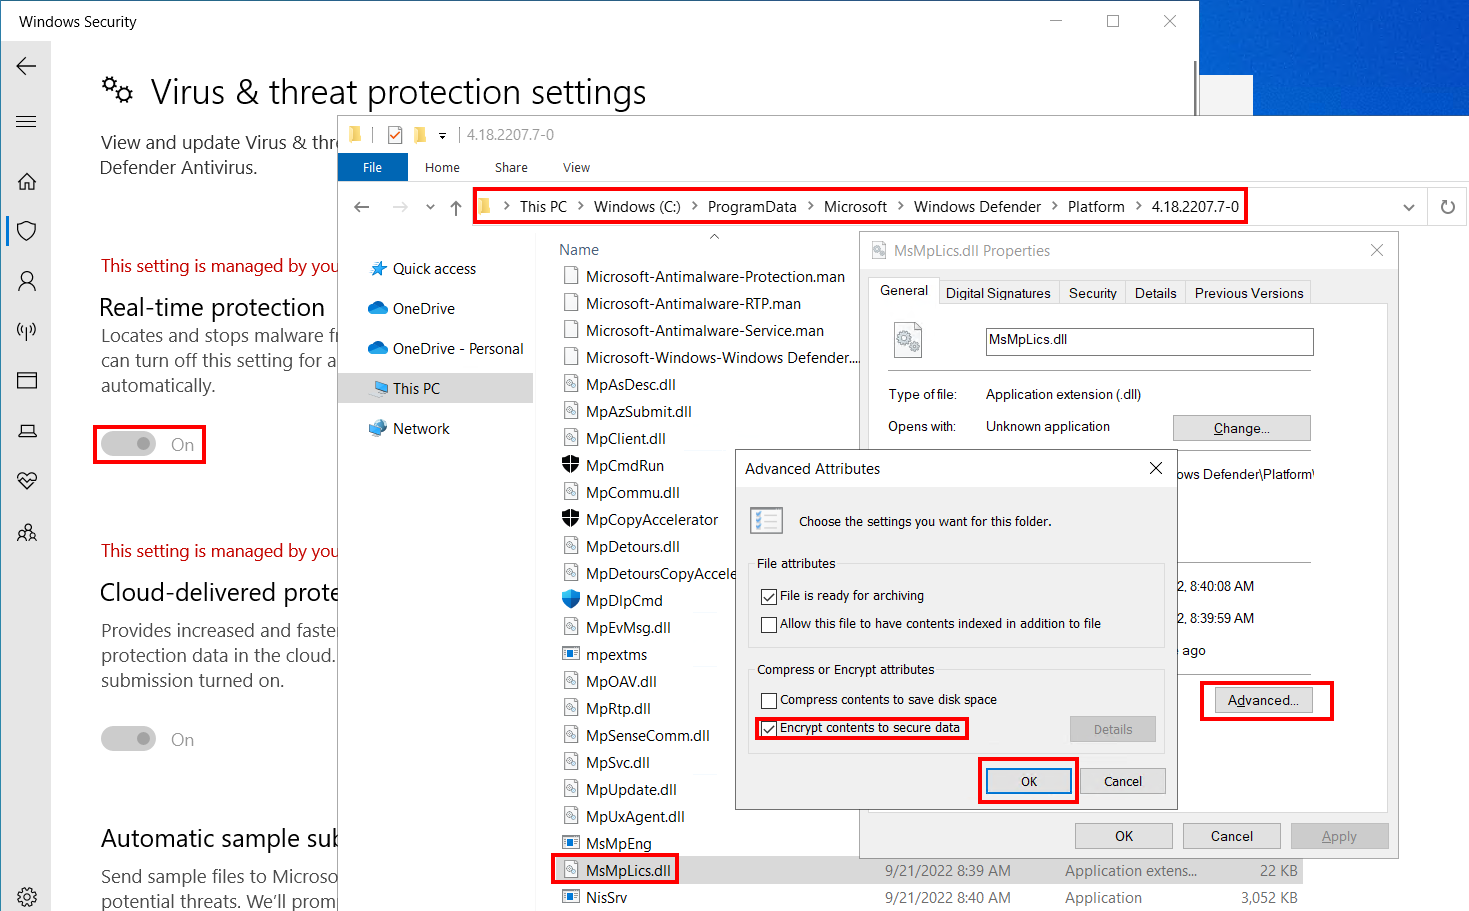 Windows Security
Virus & threat protection settings
View and update Virus & thr
Defender Antivirus.
This setting is managed by you
Real-time protection
Locates and stops malware fr
can turn off this setting for a
automatically.
On
This setting is managed by you
Cloud-delivered prote
Provides increased and faste
protection data in the cloud.
submission turned on.
On
Automatic sample sub
Send sample files to Microso
potential threats. We'll prom
4.18.2207.7-0
File Home Share View
This PC > Windows (C:) > ProgramData > Microsoft > Windows Defender > Platform > 4.18.2207.7-0
Quick access
OneDrive
OneDrive - Personal
This PC
Network
Name
Microsoft-Antimalware-Protection.man
Microsoft-Antimalware-RTP.man
Microsoft-Antimalware-Service.man
Microsoft-Windows-Windows Defender....
MpAsDesc.dll
MpAzSubmit.dll
MpClient.dll
MpCmdRun
MpCommu.dll
MpCopyAccelerator
MpDetours.dll
MpDetoursCopyAccele
MpDlpCmd
MpEvMsg.dll
mpextms
MpOAV.dll
MpRtp.dll
MpSenseComm.dll
MpSvc.dll
MpUpdate.dll
MpUxAgent.dll
MsMpEng
MsMpLics.dll 9/21/2022 8:39 AM Application extens... 22 KB
NisSrv 9/21/2022 8:40 AM Application 3,052 KB
MsMpLics.dll Properties
General Digital Signatures Security Details Previous Versions
MsMpLics.dll
Type of file: Application extension (.dll)
Opens with: Unknown application Change...
ows Defender\Platform\
2, 8:40:08 AM
2, 8:39:59 AM
ago
Advanced...
OK Cancel Apply
Advanced Attributes
Choose the settings you want for this folder.
File attributes
File is ready for archiving
Allow this file to have contents indexed in addition to file
Compress or Encrypt attributes
Compress contents to save disk space
Encrypt contents to secure data
Details
OK Cancel